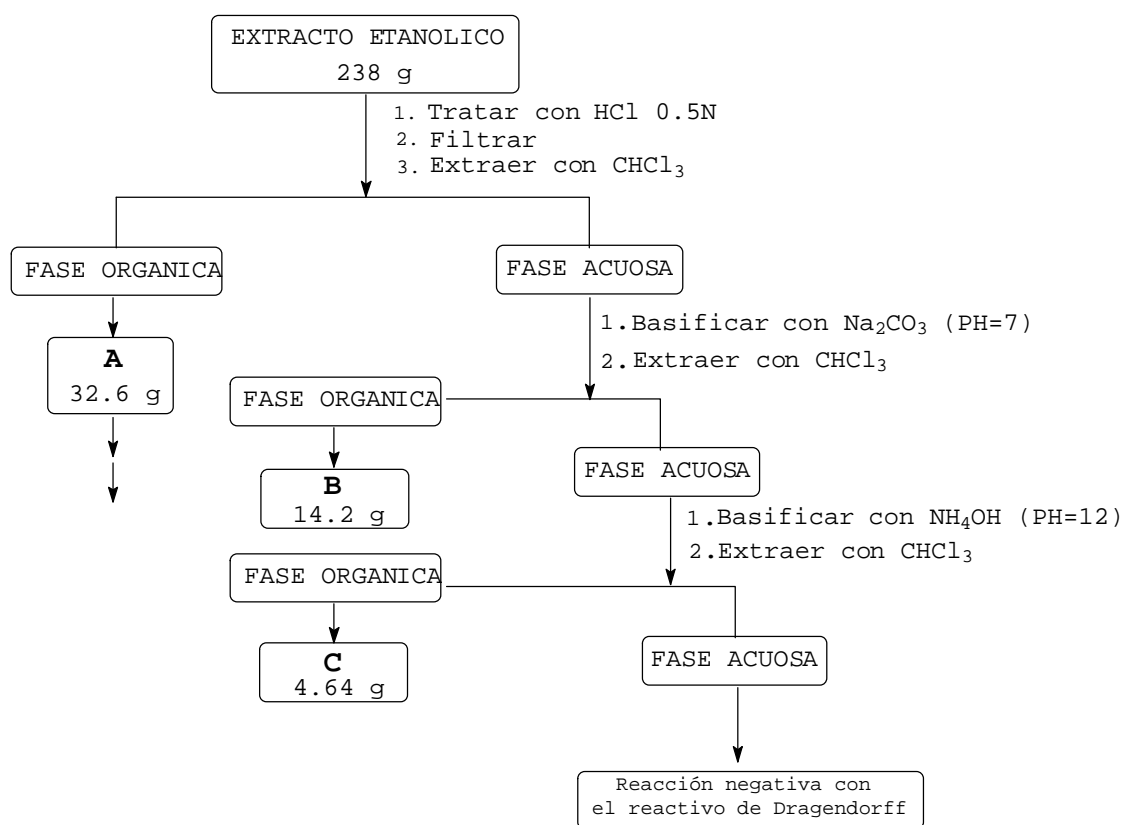 EXTRACTO ETANOLICO
238 g
1. Tratar con HCl 0.5N
2. Filtrar
3. Extraer con CHCl₃
FASE ORGANICA
FASE ACUOSA
A
32.6 g
1.Basificar con Na₂CO₃ (PH=7)
2.Extraer con CHCl₃
FASE ORGANICA
FASE ACUOSA
B
14.2 g
1.Basificar con NH₄OH (PH=12)
2.Extraer con CHCl₃
FASE ORGANICA
FASE ACUOSA
C
4.64 g
Reacción negativa con
el reactivo de Dragendorff